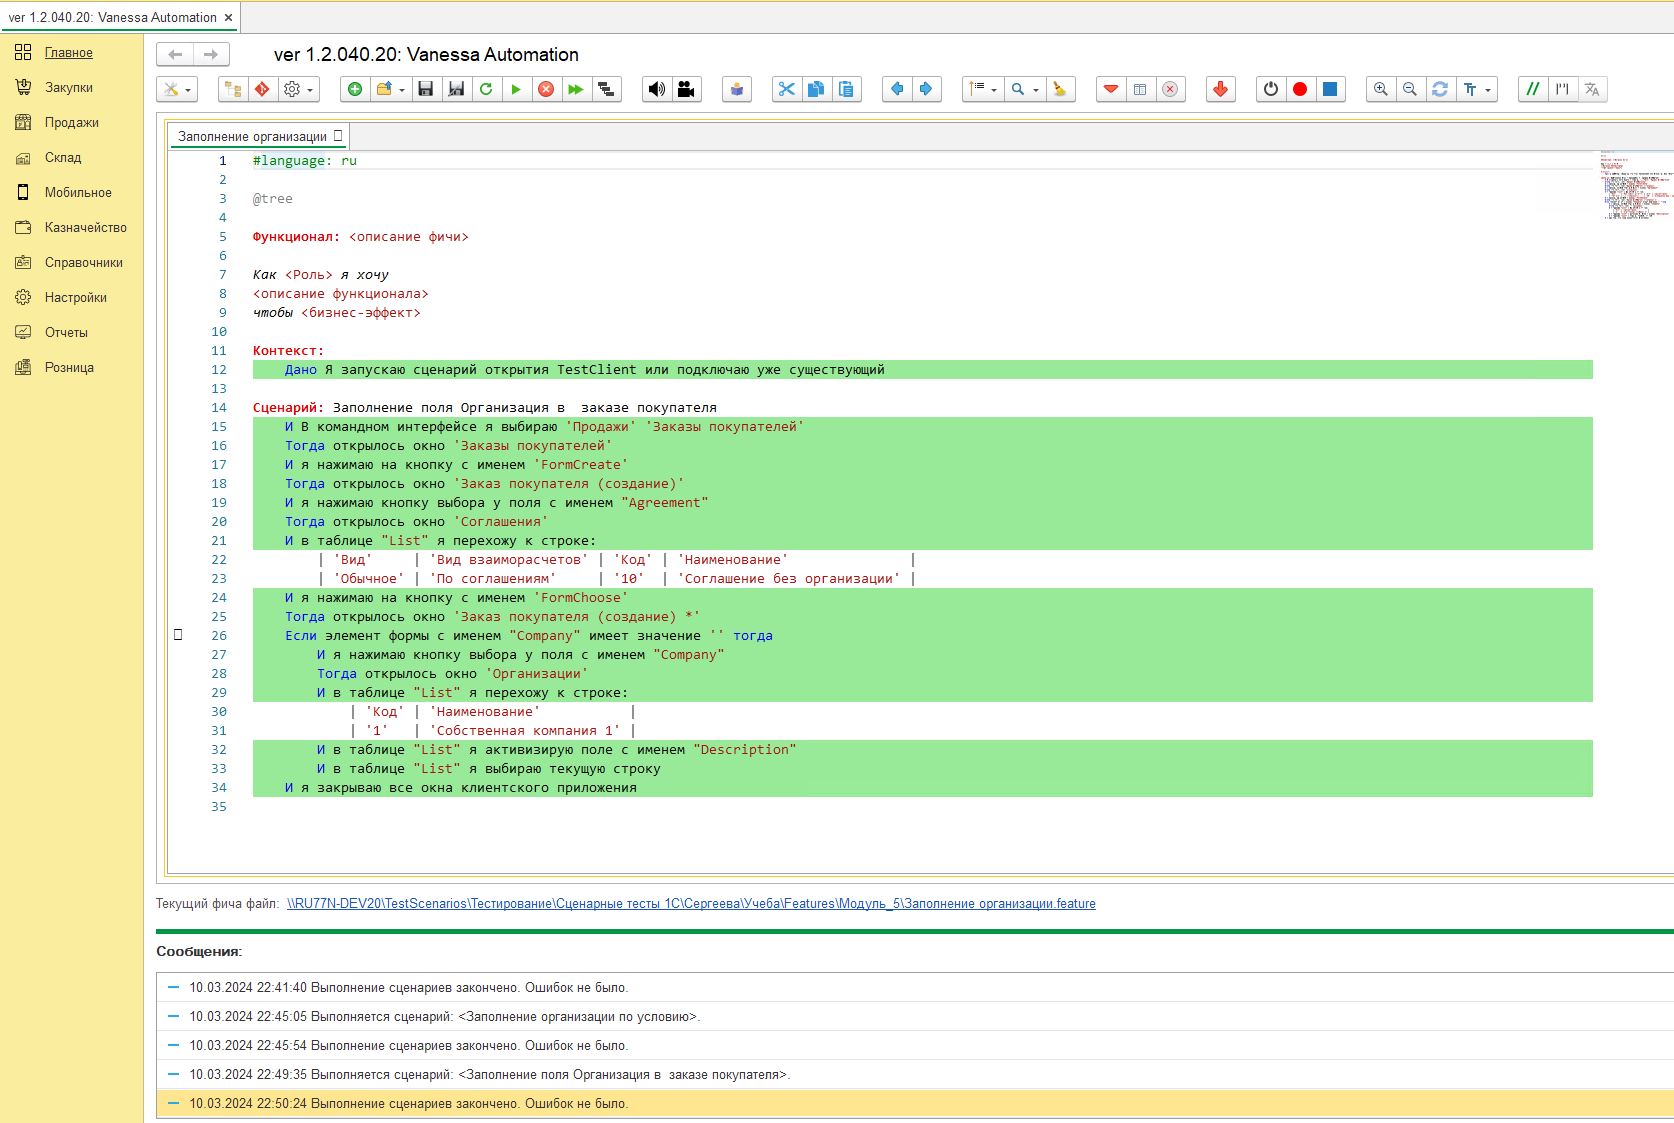 ver 1.2.040.20: Vanessa Automation ×
Главное
Закупки
Продажи
Склад
Мобильное
Казначейство
Справочники
Настройки
Отчеты
Розница
ver 1.2.040.20: Vanessa Automation
Заполнение организации
1 #language: ru
2
3 @tree
4
5 Функционал: <описание фичи>
6
7 Как <Роль> я хочу
8 <описание функционала>
9 чтобы <бизнес-эффект>
10
11 Контекст:
12 Дано Я запускаю сценарий открытия TestClient или подключаю уже существующий
13
14 Сценарий: Заполнение поля Организация в  заказе покупателя
15 И В командном интерфейсе я выбираю 'Продажи' 'Заказы покупателей'
16 Тогда открылось окно 'Заказы покупателей'
17 И я нажимаю на кнопку с именем 'FormCreate'
18 Тогда открылось окно 'Заказ покупателя (создание)'
19 И я нажимаю кнопку выбора у поля с именем "Agreement"
20 Тогда открылось окно 'Соглашения'
21 И в таблице "List" я перехожу к строке:
22 | 'Вид' | 'Вид взаиморасчетов' | 'Код' | 'Наименование' |
23 | 'Обычное' | 'По соглашениям' | '10' | 'Соглашение без организации' |
24 И я нажимаю на кнопку с именем 'FormChoose'
25 Тогда открылось окно 'Заказ покупателя (создание) *'
26 Если элемент формы с именем "Company" имеет значение '' тогда
27 И я нажимаю кнопку выбора у поля с именем "Company"
28 Тогда открылось окно 'Организации'
29 И в таблице "List" я перехожу к строке:
30 | 'Код' | 'Наименование' |
31 | '1' | 'Собственная компания 1' |
32 И в таблице "List" я активизирую поле с именем "Description"
33 И в таблице "List" я выбираю текущую строку
34 И я закрываю все окна клиентского приложения
35
Текущий фича файл: \\RU77N-DEV20\TestScenarios\Тестирование\Сценарные тесты 1С\Сергеева\Учеба\Features\Модуль_5\Заполнение организации.feature
Сообщения:
10.03.2024 22:41:40 Выполнение сценариев закончено. Ошибок не было.
10.03.2024 22:45:05 Выполняется сценарий: <Заполнение организации по условию>.
10.03.2024 22:45:54 Выполнение сценариев закончено. Ошибок не было.
10.03.2024 22:49:35 Выполняется сценарий: <Заполнение поля Организация в  заказе покупателя>.
10.03.2024 22:50:24 Выполнение сценариев закончено. Ошибок не было.